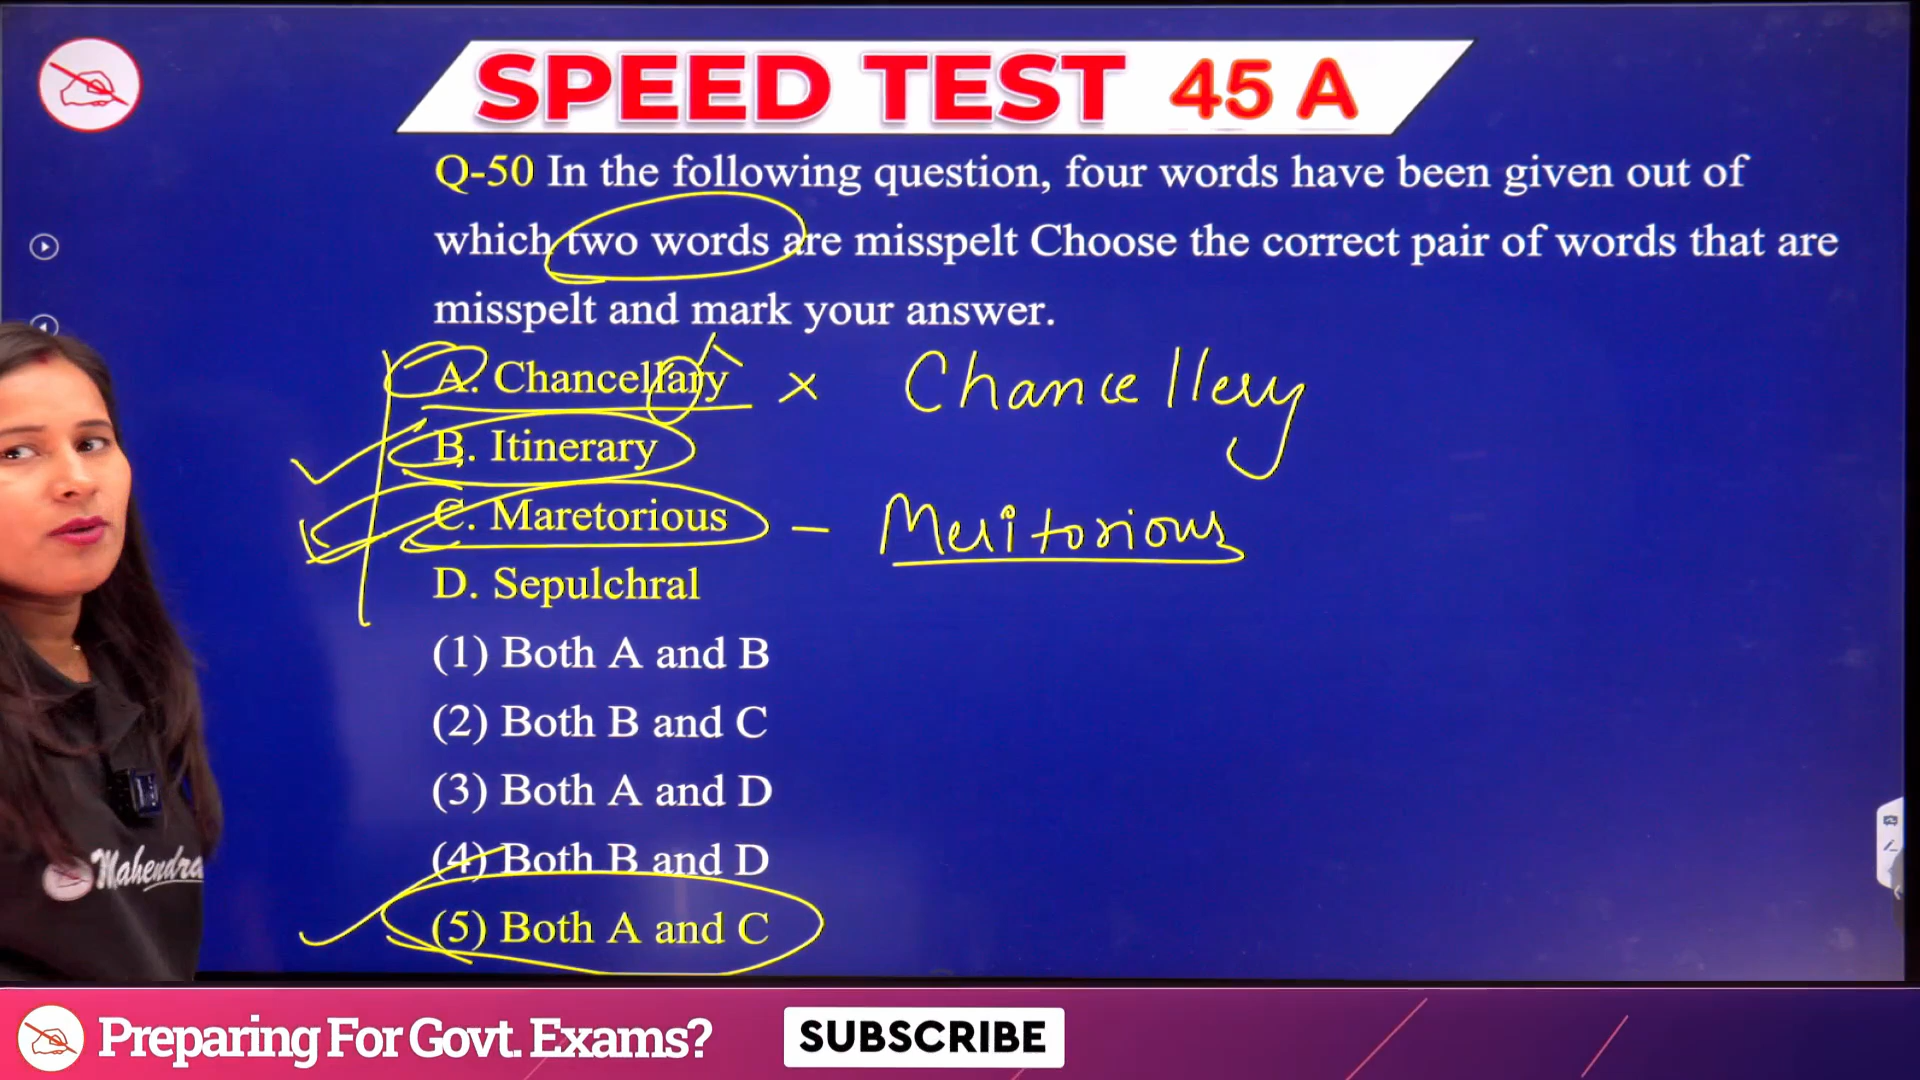 SPEED TEST 45 A
Q-50 In the following question, four words have been given out of
which two words are misspelt Choose the correct pair of words that are
misspelt and mark your answer.
A. Chancellary × Chancellery
B. Itinerary
C. Maretorious – Meritorious
D. Sepulchral
(1) Both A and B
(2) Both B and C
(3) Both A and D
(4) Both B and D
(5) Both A and C
Mahendra
Preparing For Govt. Exams?
SUBSCRIBE